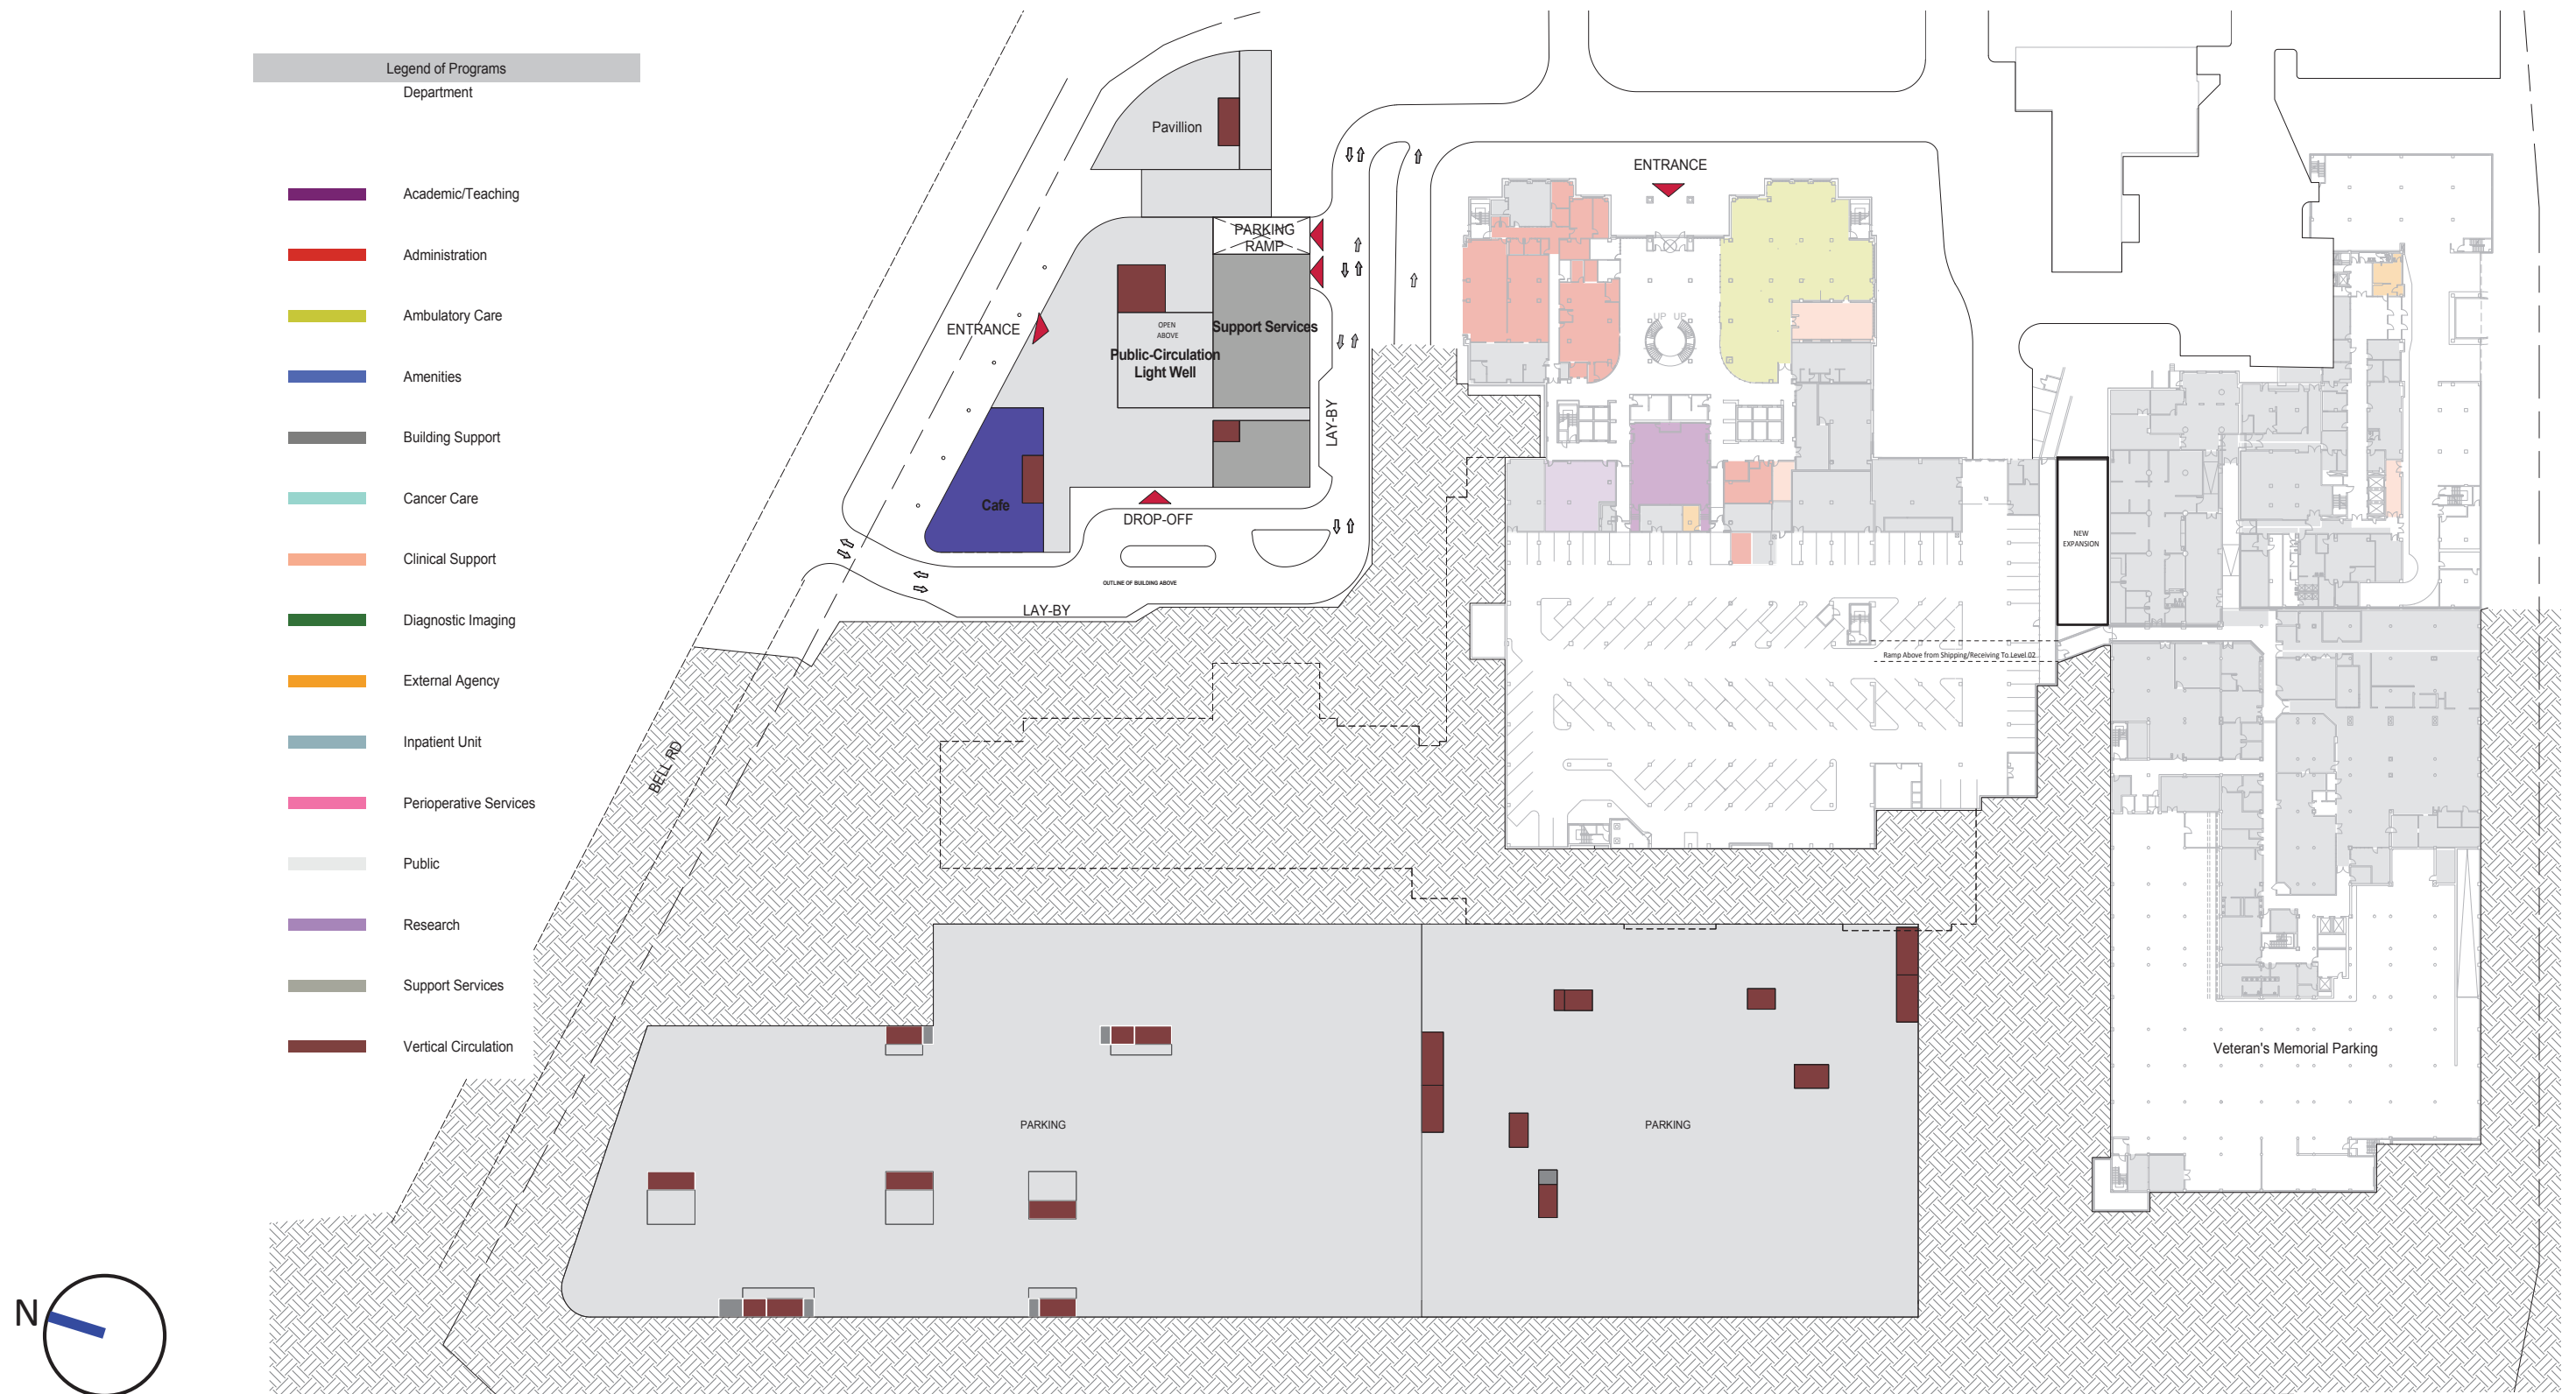 Legend of Programs
Department
Academic/Teaching
Administration
Ambulatory Care
Amenities
Building Support
Cancer Care
Clinical Support
Diagnostic Imaging
External Agency
Inpatient Unit
Perioperative Services
Public
Research
Support Services
Vertical Circulation
N
Pavillion
PARKING
RAMP
ENTRANCE
OPEN
ABOVE
Public-Circulation
Light Well
Support Services
LAY-BY
Cafe
DROP-OFF
OUTLINE OF BUILDING ABOVE
LAY-BY
BELL RD
ENTRANCE
UP UP
NEW
EXPANSION
Ramp Above from Shipping/Receiving To Level 02
PARKING
PARKING
Veteran's Memorial Parking